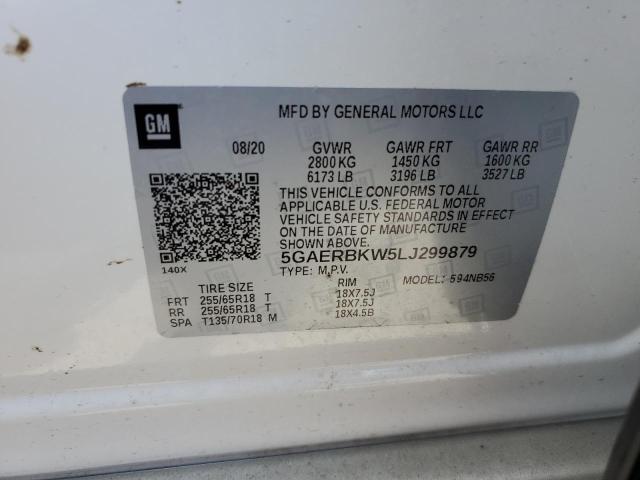 GM
MFD BY GENERAL MOTORS LLC
08/20 GVWR GAWR FRT GAWR RR
2800 KG 1450 KG 1600 KG
6173 LB 3196 LB 3527 LB
THIS VEHICLE CONFORMS TO ALL
APPLICABLE U.S. FEDERAL MOTOR
VEHICLE SAFETY STANDARDS IN EFFECT
ON THE DATE OF MANUFACTURE
SHOWN ABOVE.
140X
5GAERBKW5LJ299879
TYPE: M.P.V. MODEL: 594NB56
TIRE SIZE RIM
FRT 255/65R18 T 18X7.5J
RR 255/65R18 T 18X7.5J
SPA T135/70R18 M 18X4.5B